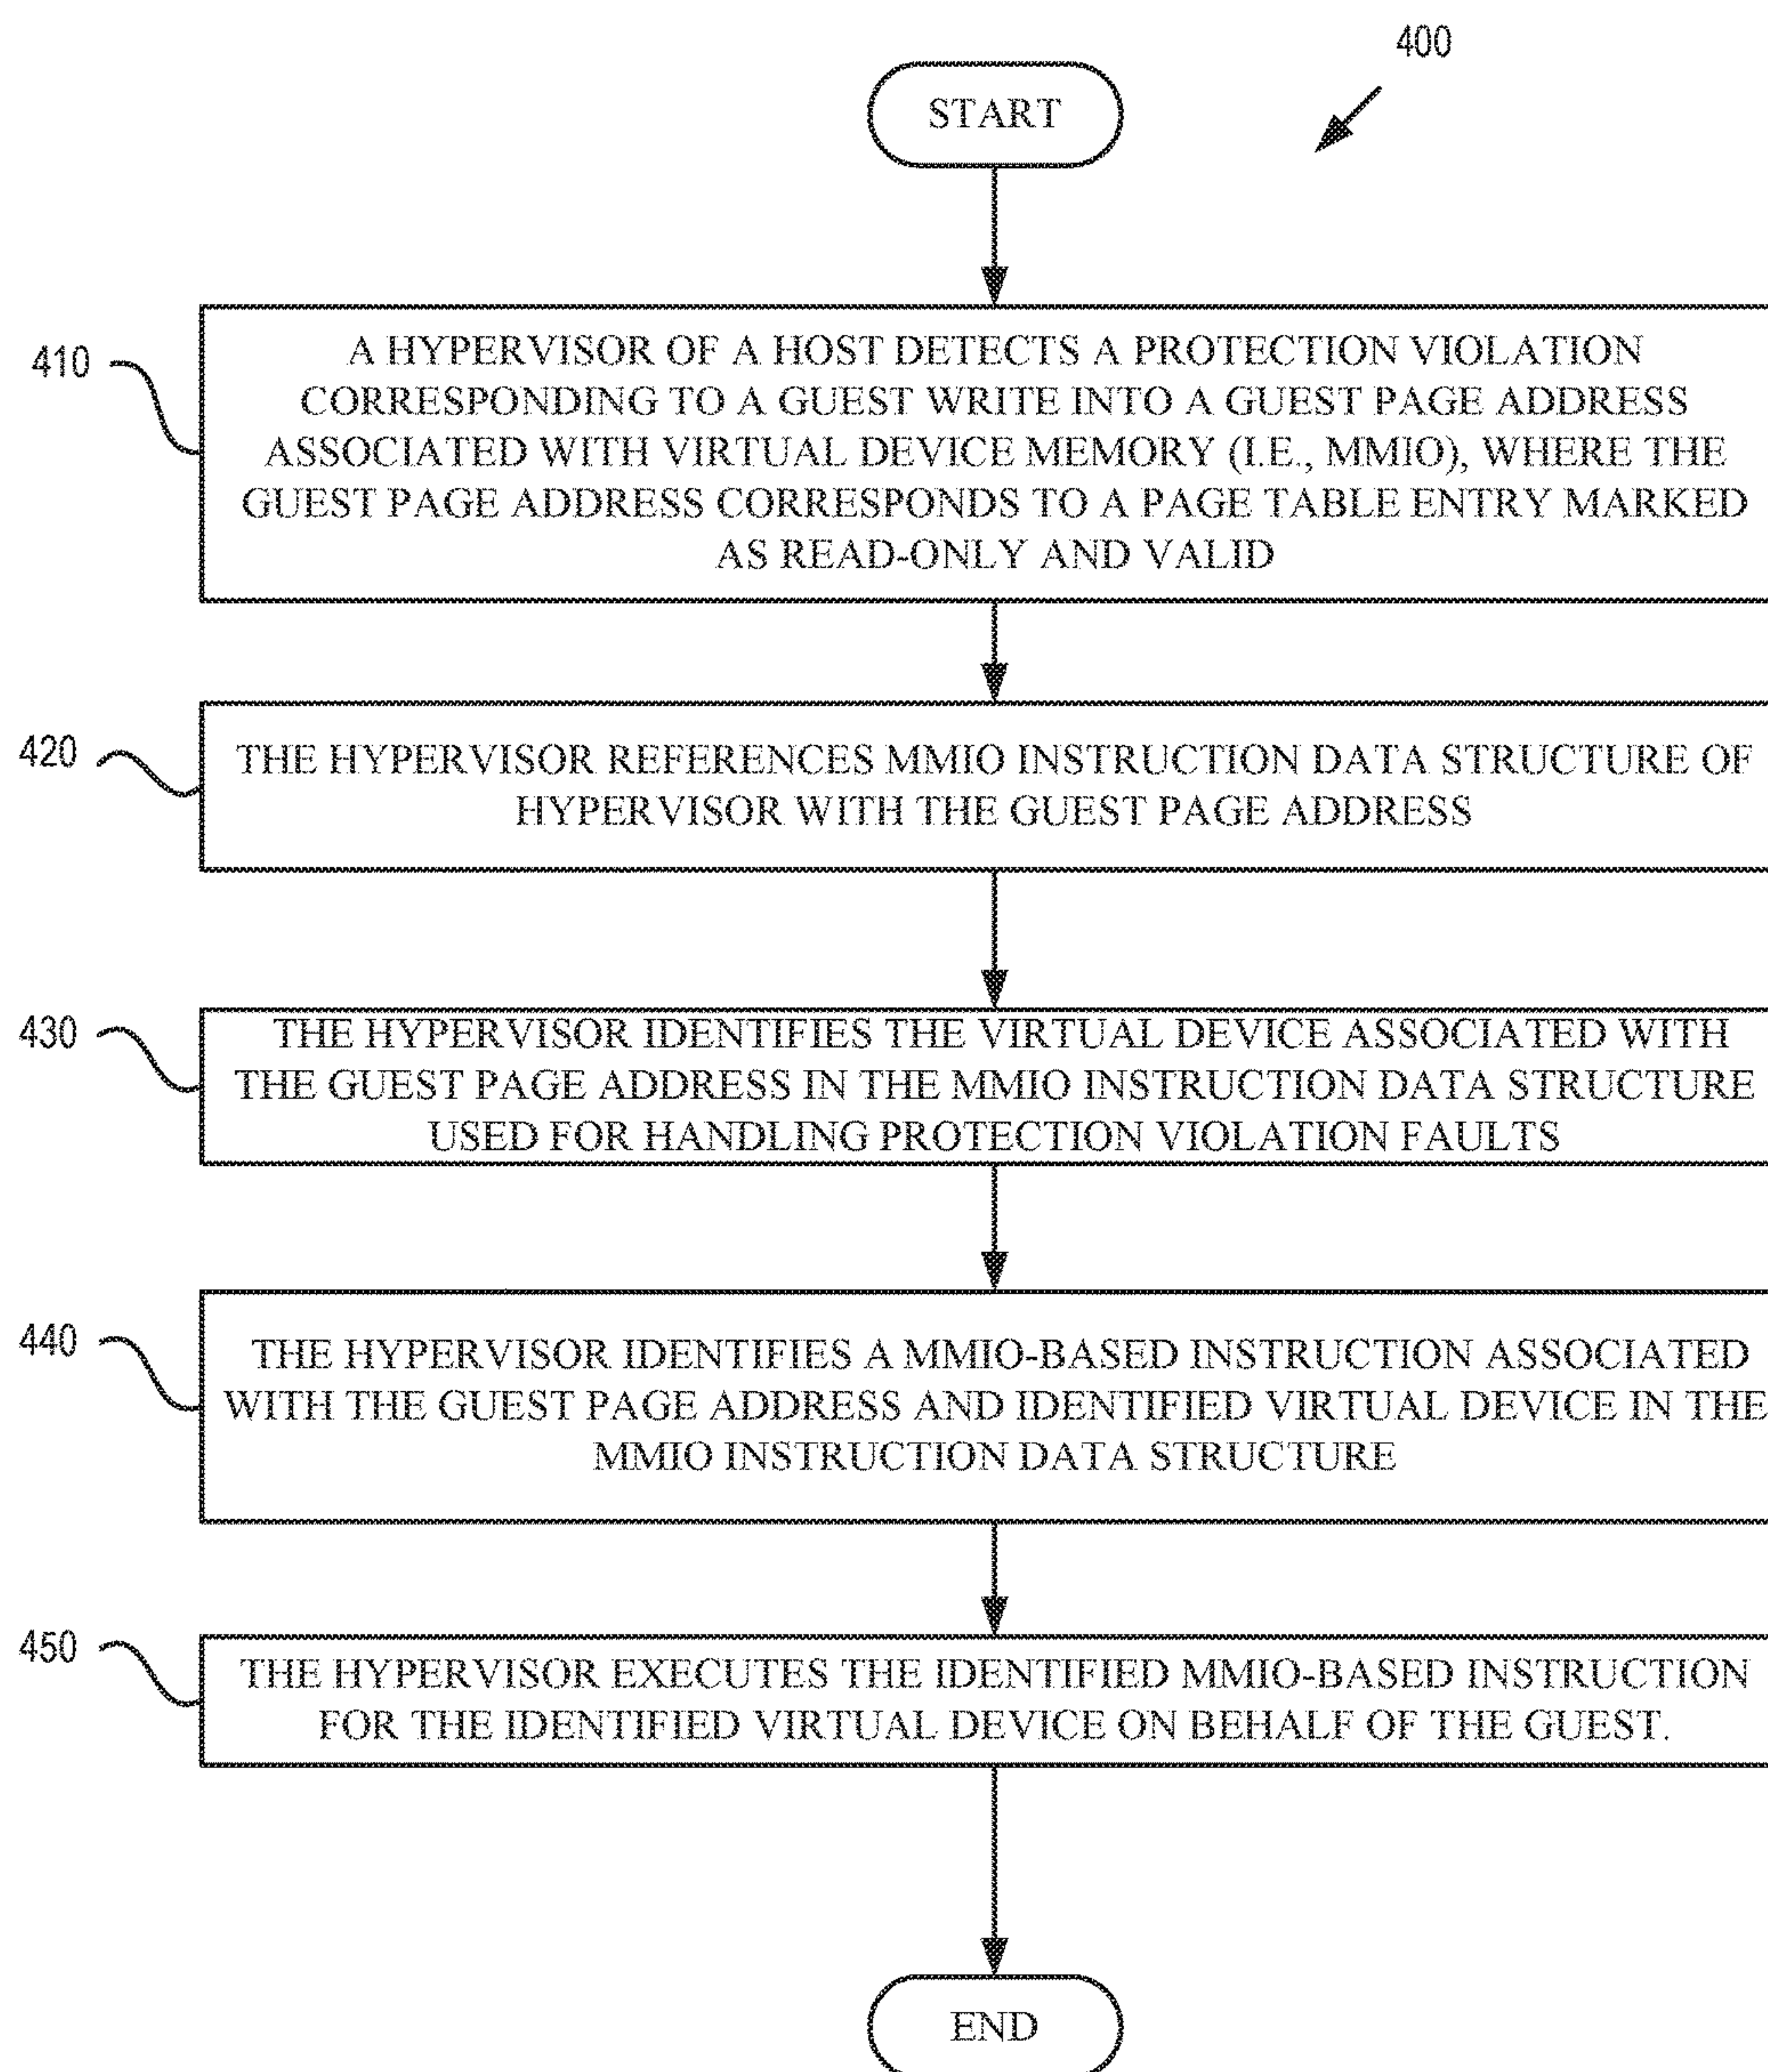 400
START
410
A HYPERVISOR OF A HOST DETECTS A PROTECTION VIOLATION
CORRESPONDING TO A GUEST WRITE INTO A GUEST PAGE ADDRESS
ASSOCIATED WITH VIRTUAL DEVICE MEMORY (I.E., MMIO), WHERE THE
GUEST PAGE ADDRESS CORRESPONDS TO A PAGE TABLE ENTRY MARKED
AS READ-ONLY AND VALID
420
THE HYPERVISOR REFERENCES MMIO INSTRUCTION DATA STRUCTURE OF
HYPERVISOR WITH THE GUEST PAGE ADDRESS
430
THE HYPERVISOR IDENTIFIES THE VIRTUAL DEVICE ASSOCIATED WITH
THE GUEST PAGE ADDRESS IN THE MMIO INSTRUCTION DATA STRUCTURE
USED FOR HANDLING PROTECTION VIOLATION FAULTS
440
THE HYPERVISOR IDENTIFIES A MMIO-BASED INSTRUCTION ASSOCIATED
WITH THE GUEST PAGE ADDRESS AND IDENTIFIED VIRTUAL DEVICE IN THE
MMIO INSTRUCTION DATA STRUCTURE
450
THE HYPERVISOR EXECUTES THE IDENTIFIED MMIO-BASED INSTRUCTION
FOR THE IDENTIFIED VIRTUAL DEVICE ON BEHALF OF THE GUEST.
END